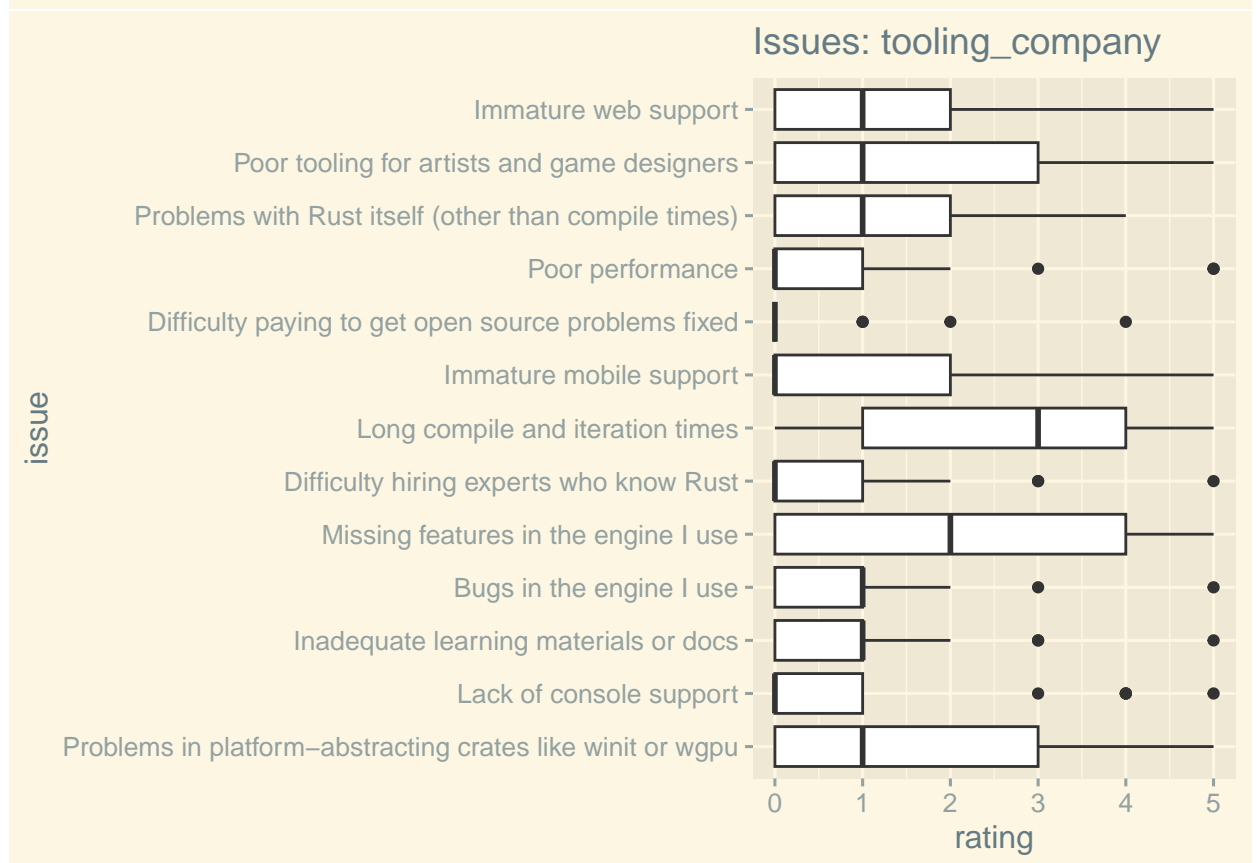 Issues: tooling_company
Immature web support
Poor tooling for artists and game designers
Problems with Rust itself (other than compile times)
Poor performance
Difficulty paying to get open source problems fixed
Immature mobile support
Long compile and iteration times
Difficulty hiring experts who know Rust
Missing features in the engine I use
Bugs in the engine I use
Inadequate learning materials or docs
Lack of console support
Problems in platform−abstracting crates like winit or wgpu
issue
0 1 2 3 4 5
rating